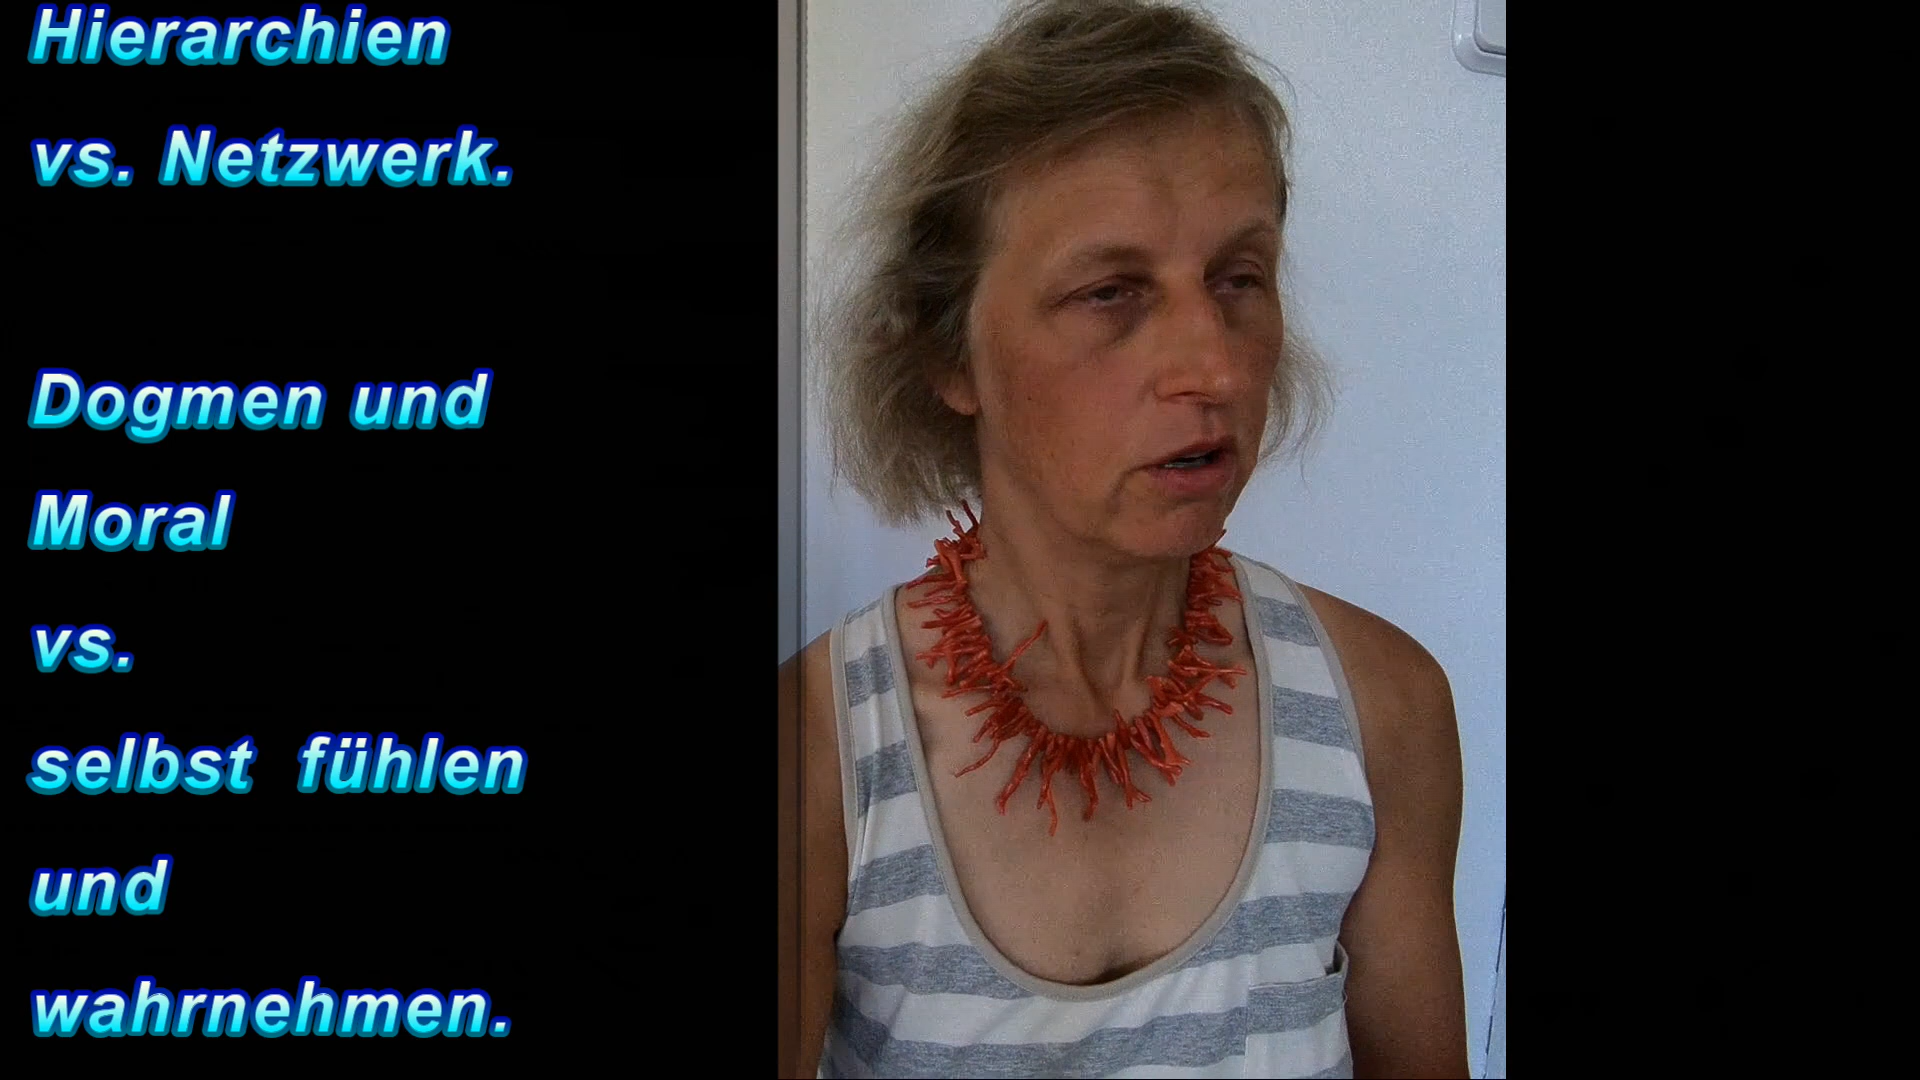 Hierarchien
vs. Netzwerk.
Dogmen und
Moral
vs.
selbst fühlen
und
wahrnehmen.